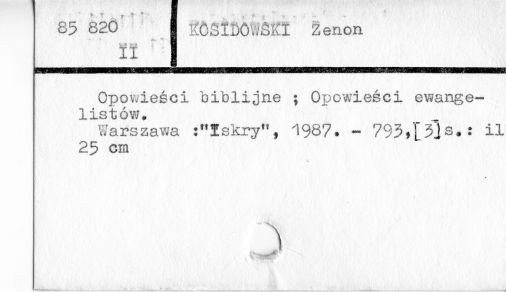 85 820
II
KOSIDOWSKI Zenon
Opowieści biblijne ; Opowieści ewange-
listów.
Warszawa :"Iskry", 1987. - 793,[3]s.: il
25 cm